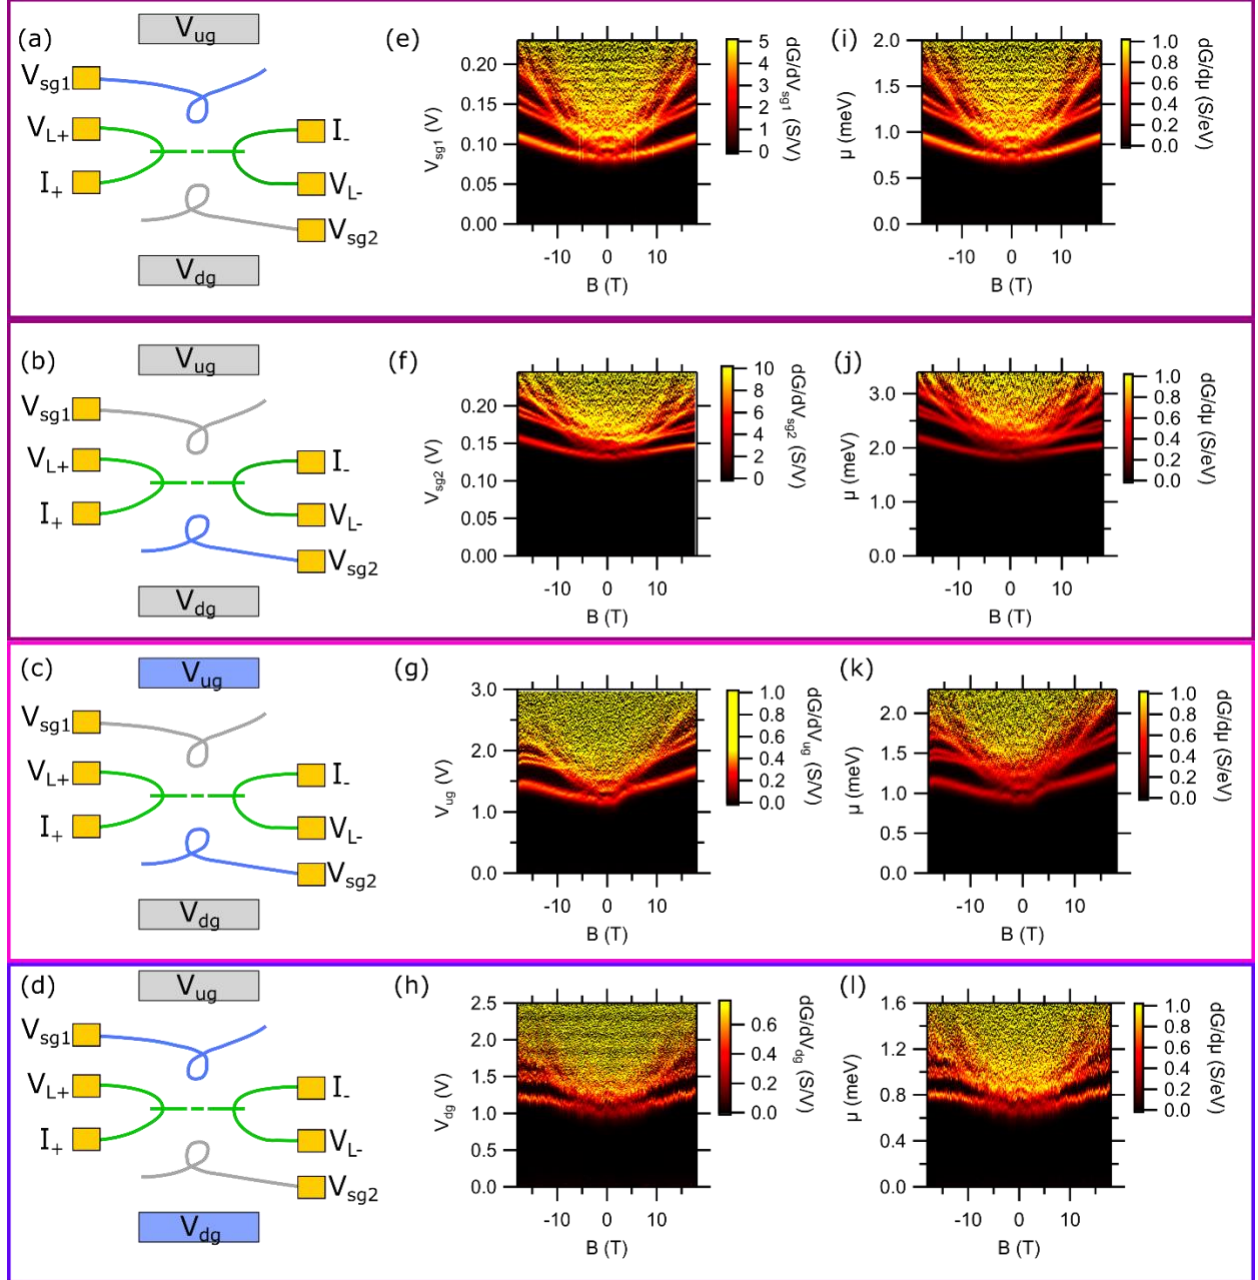 (a)
V_ug
V_sg1
V_L+
I_+
I_-
V_L-
V_sg2
V_dg
(e)
0.20
0.15
0.10
0.05
0.00
V_sg1 (V)
-10 0 10
B (T)
5
4
3
2
1
0
dG/dV_sg1 (S/V)
(i)
2.0
1.5
1.0
0.5
0.0
μ (meV)
-10 0 10
B (T)
1.0
0.8
0.6
0.4
0.2
0.0
dG/dμ (S/eV)
(b)
V_ug
V_sg1
V_L+
I_+
I_-
V_L-
V_sg2
V_dg
(f)
0.20
0.15
0.10
0.05
0.00
V_sg2 (V)
-10 0 10
B (T)
10
8
6
4
2
0
dG/dV_sg2 (S/V)
(j)
3.0
2.0
1.0
0.0
μ (meV)
-10 0 10
B (T)
1.0
0.8
0.6
0.4
0.2
0.0
dG/dμ (S/eV)
(c)
V_ug
V_sg1
V_L+
I_+
I_-
V_L-
V_sg2
V_dg
(g)
3.0
2.0
1.0
0.0
V_ug (V)
-10 0 10
B (T)
1.0
0.8
0.6
0.4
0.2
0.0
dG/dV_ug (S/V)
(k)
2.0
1.5
1.0
0.5
0.0
μ (meV)
-10 0 10
B (T)
1.0
0.8
0.6
0.4
0.2
0.0
dG/dμ (S/eV)
(d)
V_ug
V_sg1
V_L+
I_+
I_-
V_L-
V_sg2
V_dg
(h)
2.5
2.0
1.5
1.0
0.5
0.0
V_dg (V)
-10 0 10
B (T)
0.6
0.4
0.2
0.0
dG/dV_dg (S/V)
(l)
1.6
1.2
0.8
0.4
0.0
μ (meV)
-10 0 10
B (T)
1.0
0.8
0.6
0.4
0.2
0.0
dG/dμ (S/eV)